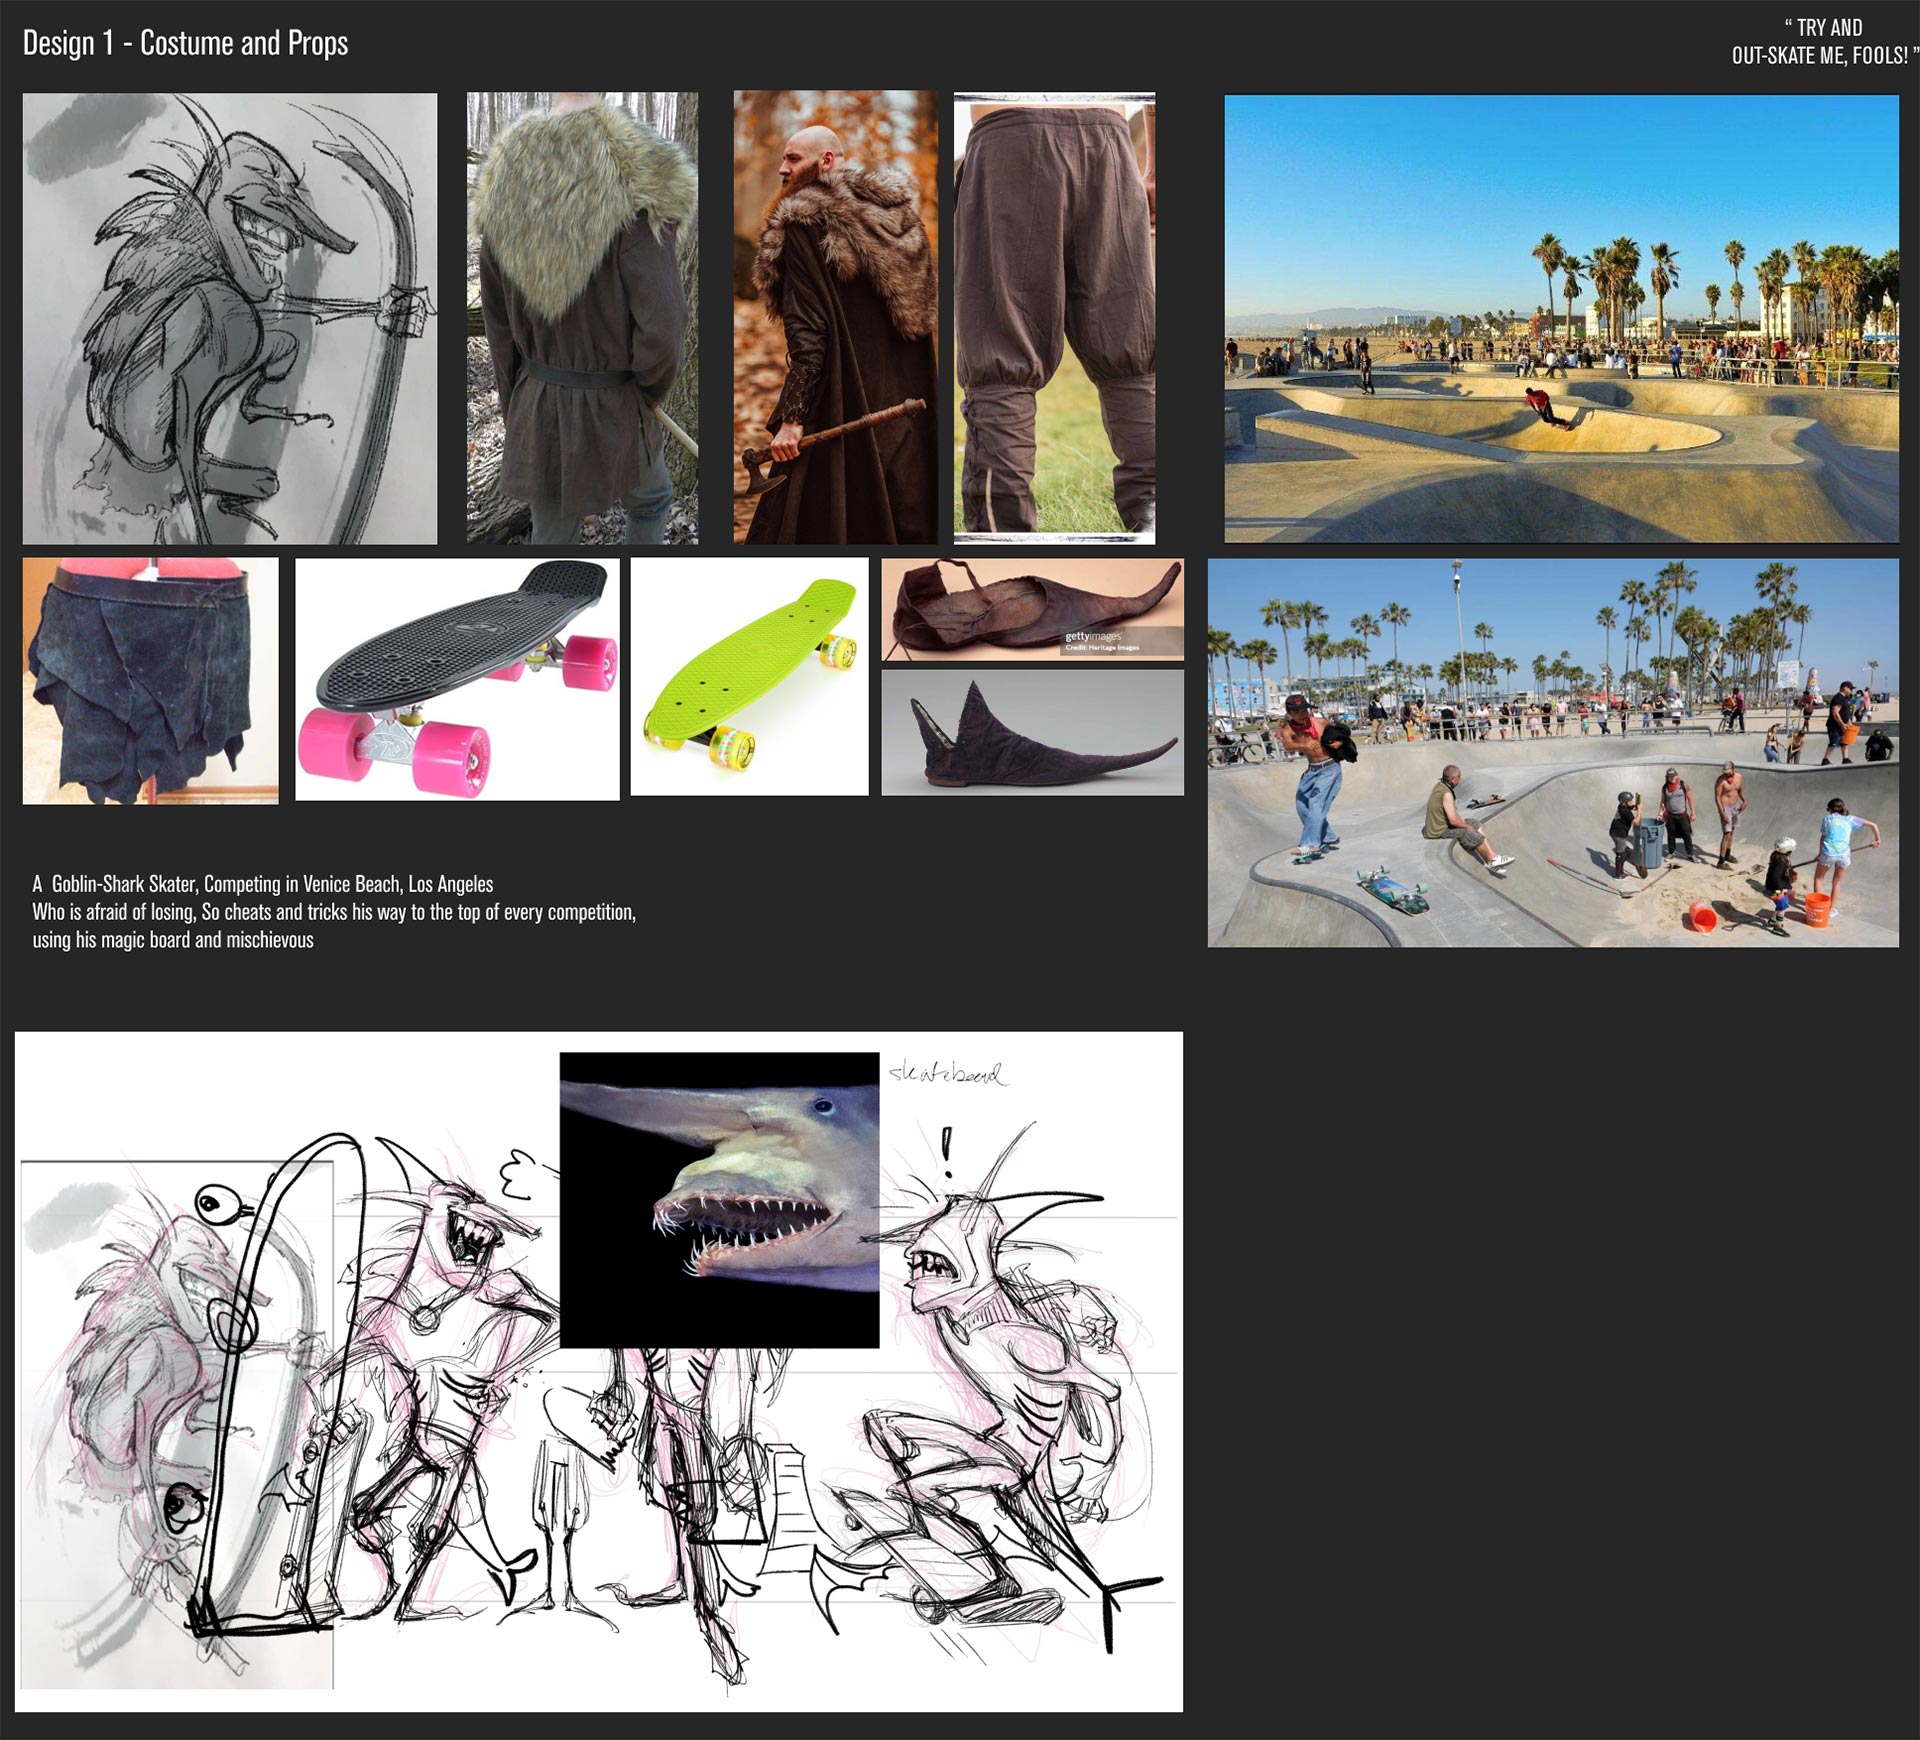 Design 1 - Costume and Props
“ TRY AND
OUT-SKATE ME, FOOLS! ”
gettyimages®
Credit: Heritage Images
A  Goblin-Shark Skater, Competing in Venice Beach, Los Angeles
Who is afraid of losing, So cheats and tricks his way to the top of every competition,
using his magic board and mischievous
skateboard
!